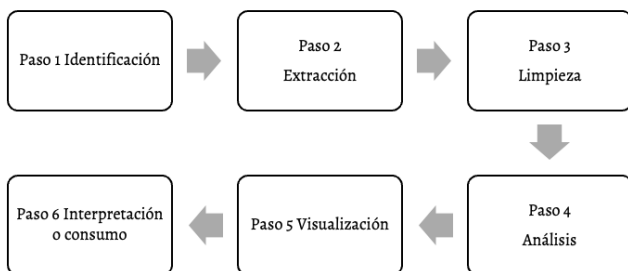 Paso 1 Identificación
Paso 2
Extracción
Paso 3
Limpieza
Paso 4
Análisis
Paso 5 Visualización
Paso 6 Interpretación
o consumo